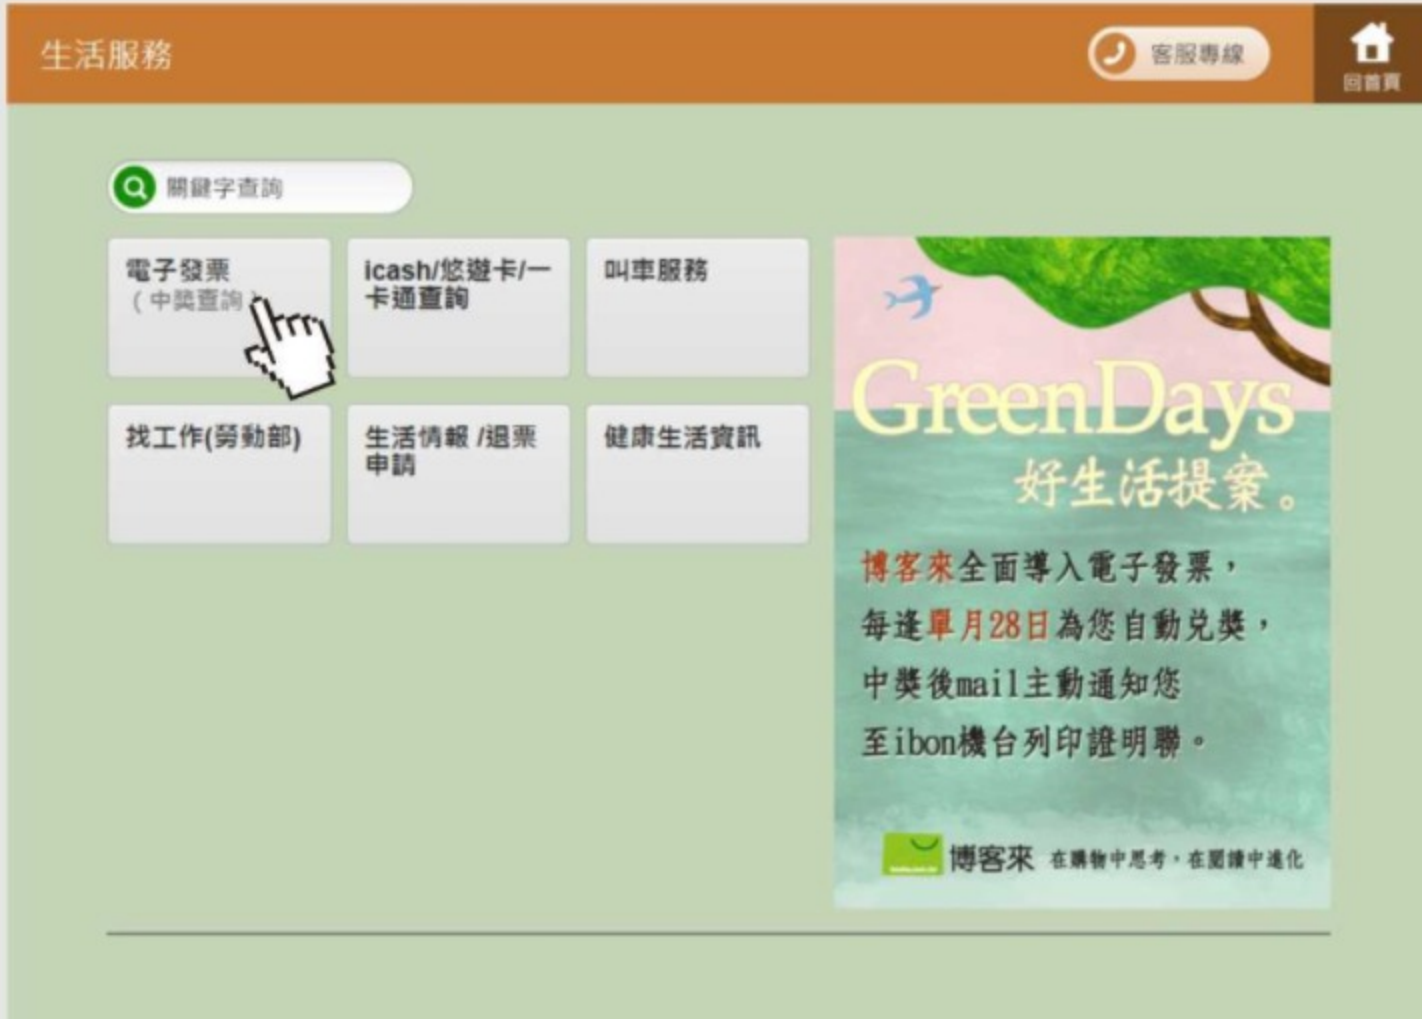 生活服務
客服專線
回首頁
關鍵字查詢
電子發票
(中獎查詢)
icash/悠遊卡/一
卡通查詢
叫車服務
找工作(勞動部)
生活情報 /退票
申請
健康生活資訊
GreenDays
好生活提案。
博客來全面導入電子發票，
每逢單月28日為您自動兌獎，
中獎後mail主動通知您
至ibon機台列印證明聯。
博客來 在購物中思考，在閱讀中進化